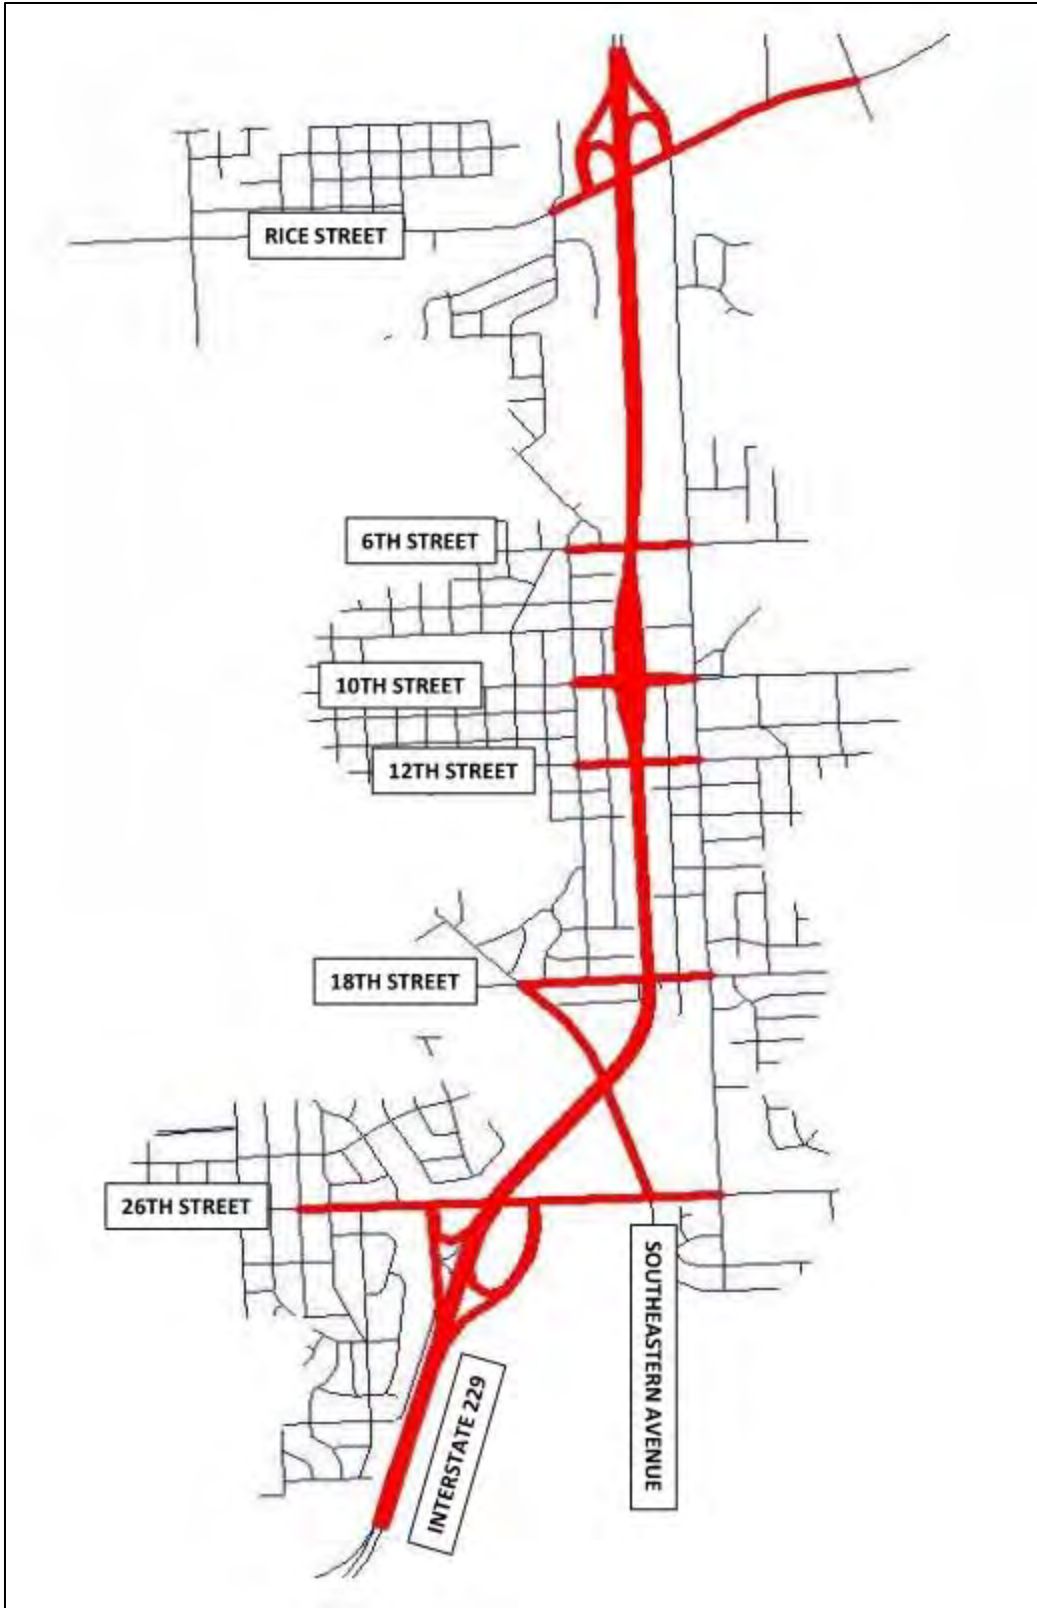 RICE STREET
6TH STREET
10TH STREET
12TH STREET
18TH STREET
26TH STREET
SOUTHEASTERN AVENUE
INTERSTATE 229